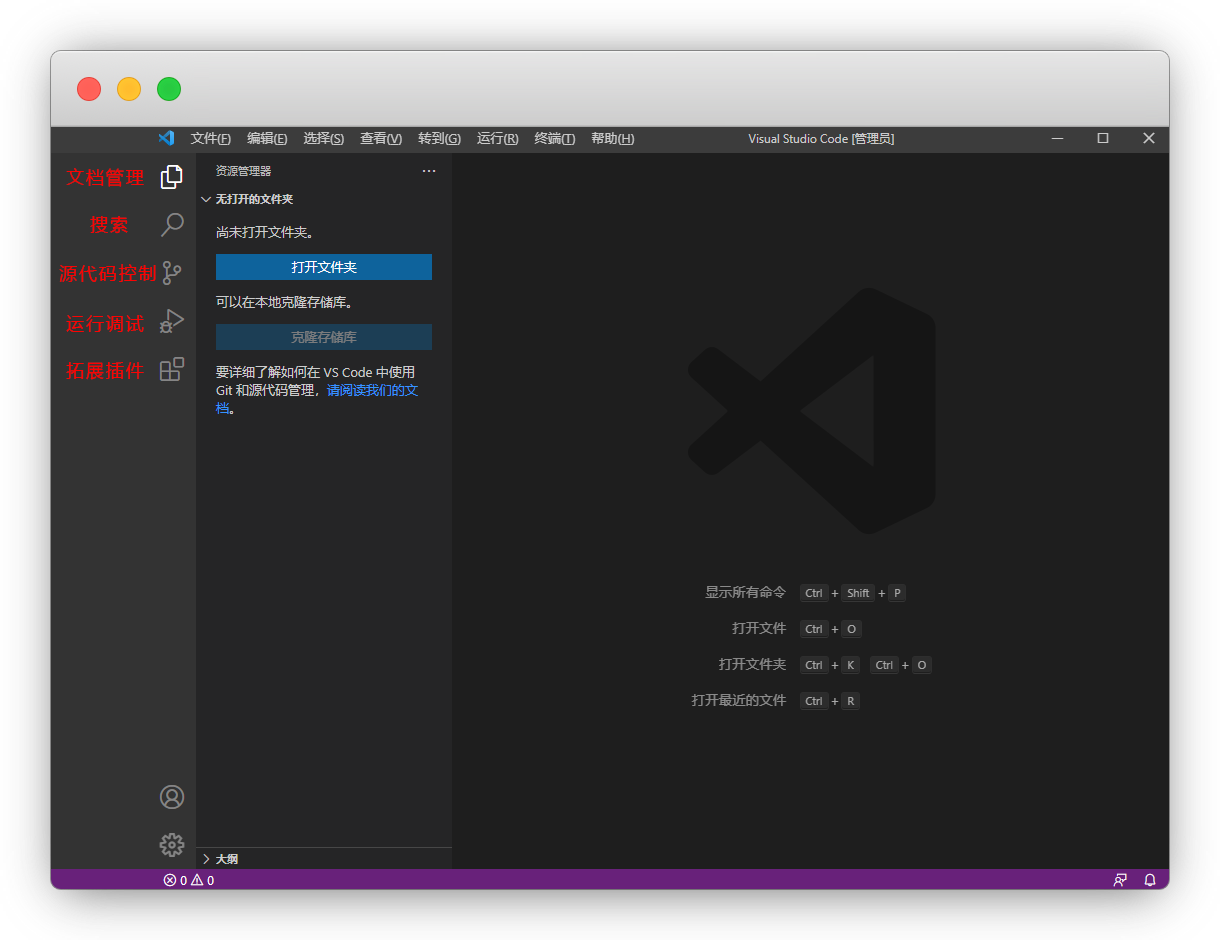 文件(F) 编辑(E) 选择(S) 查看(V) 转到(G) 运行(R) 终端(T) 帮助(H) Visual Studio Code [管理员]
文档管理
搜索
源代码控制
运行调试
拓展插件
资源管理器 ···
无打开的文件夹
尚未打开文件夹。
打开文件夹
可以在本地克隆存储库。
克隆存储库
要详细了解如何在 VS Code 中使用
Git 和源代码管理，请阅读我们的文
档。
显示所有命令 Ctrl + Shift + P
打开文件 Ctrl + O
打开文件夹 Ctrl + K Ctrl + O
打开最近的文件 Ctrl + R
大纲
0 0